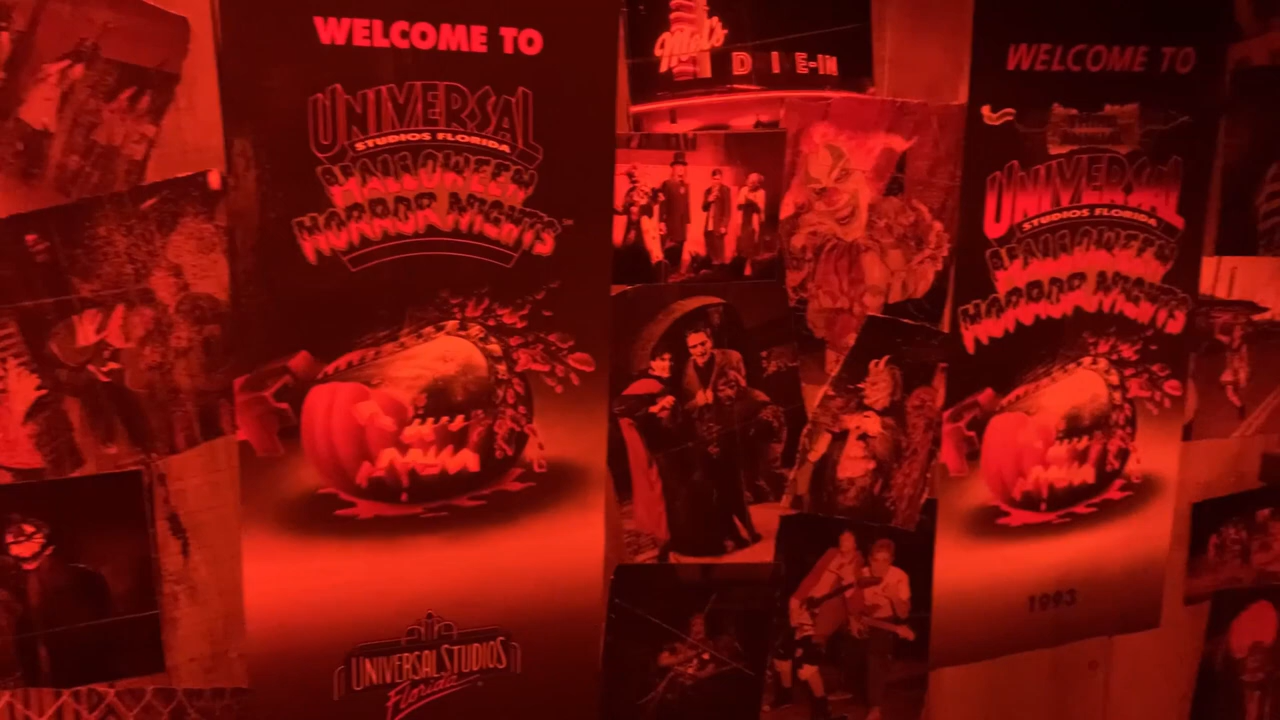 WELCOME TO
UNIVERSAL
STUDIOS FLORIDA
HALLOWEEN
HORROR NIGHTS
UNIVERSAL STUDIOS
Florida
Mel's
DIE-IN
WELCOME TO
UNIVERSAL
STUDIOS FLORIDA
HALLOWEEN
HORROR NIGHTS
1993